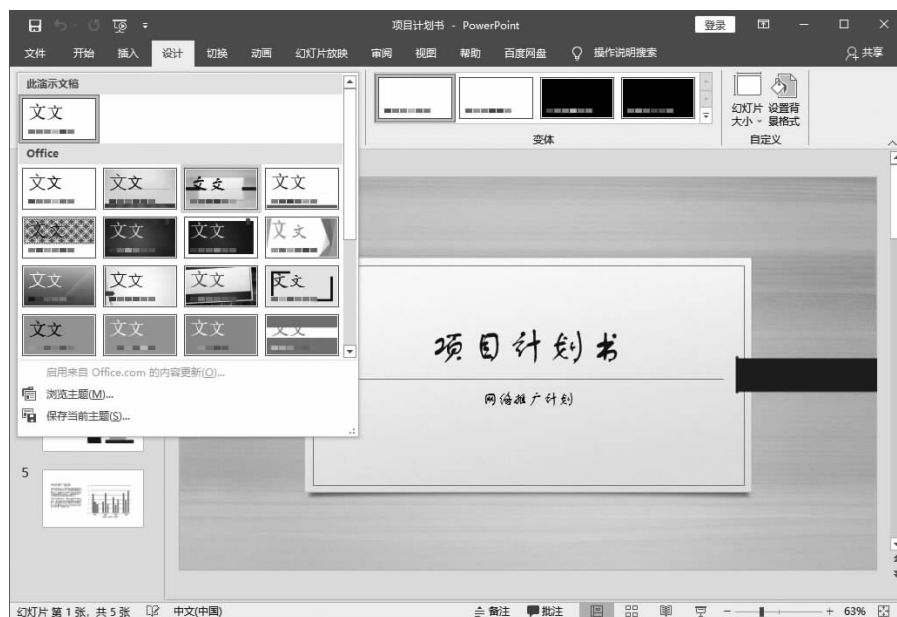 项目计划书 - PowerPoint
登录
文件 开始 插入 设计 切换 动画 幻灯片放映 审阅 视图 帮助 百度网盘 操作说明搜索 共享
此演示文稿
文文
Office
文文 文文 文文 文文
文文 文文 文文 文文
文文 文文 文文 文文
文文 文文 文文 文文
启用来自 Office.com 的内容更新(O)...
浏览主题(M)...
保存当前主题(S)...
变体
幻灯片大小
设置背景格式
自定义
项目计划书
网络推广计划
5
幻灯片 第 1 张，共 5 张 中文(中国) 备注 批注 63%